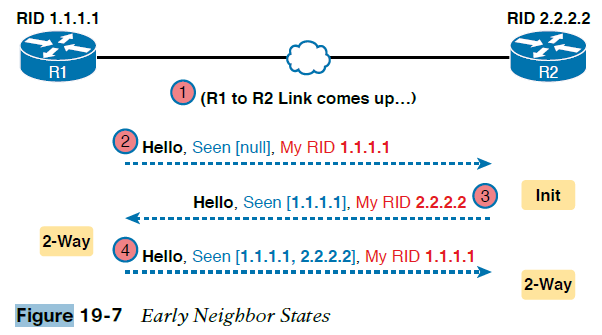 RID 1.1.1.1
RID 2.2.2.2
R1
R2
1 (R1 to R2 Link comes up…)
2 Hello, Seen [null], My RID 1.1.1.1
Hello, Seen [1.1.1.1], My RID 2.2.2.2 3
Init
2-Way
4 Hello, Seen [1.1.1.1, 2.2.2.2], My RID 1.1.1.1
2-Way
Figure 19-7 Early Neighbor States